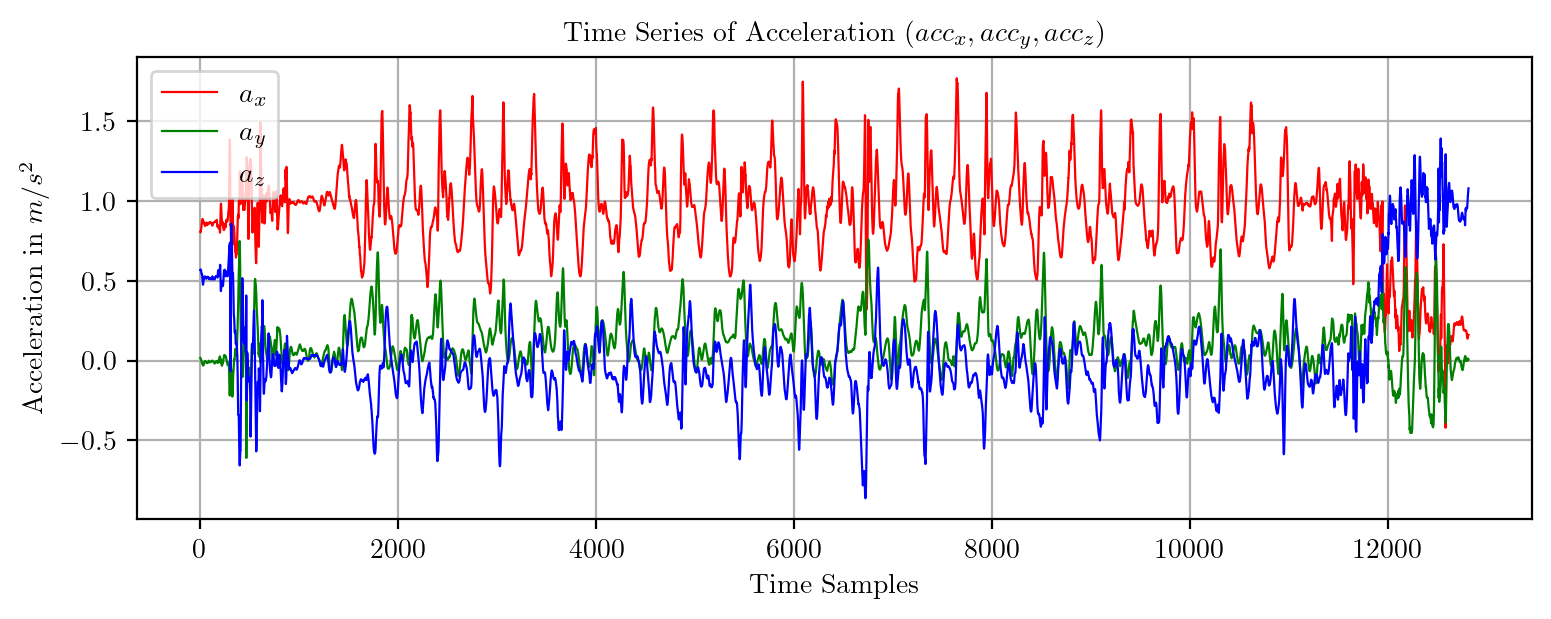 Time Series of Acceleration (acc_x, acc_y, acc_z)
a_x
a_y
a_z
Acceleration in m/s^2
1.5
1.0
0.5
0.0
−0.5
0 2000 4000 6000 8000 10000 12000
Time Samples